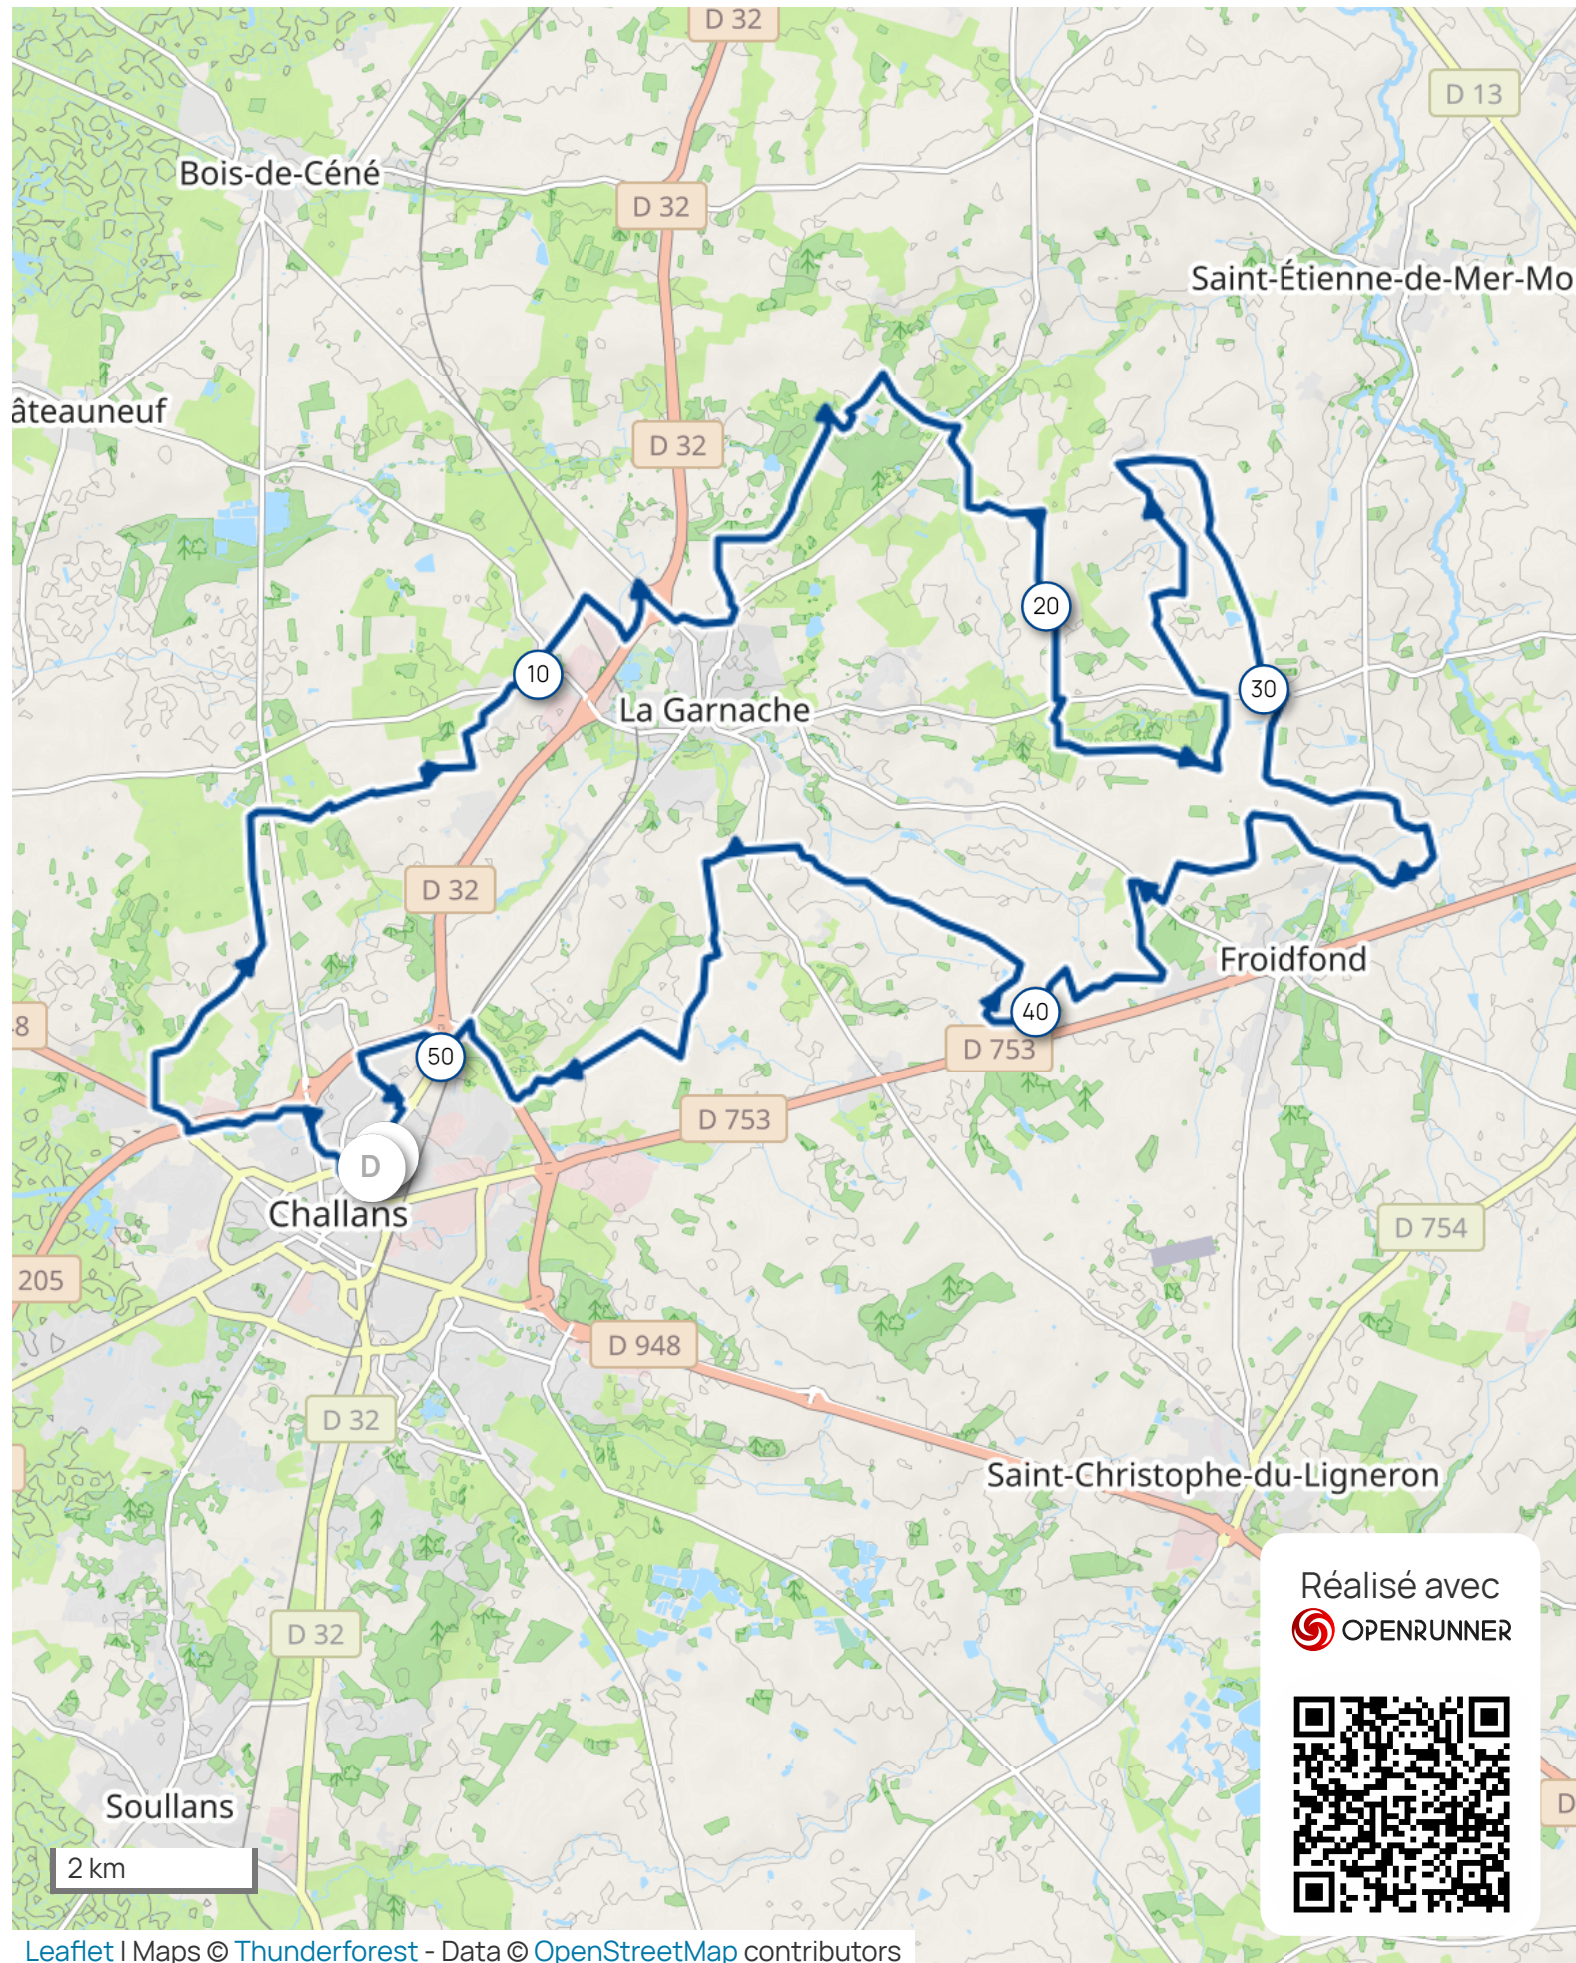 D 32
D 13
Bois-de-Céné
D 32
Saint-Étienne-de-Mer-Mo
âteauneuf
D 32
20
10
30
La Garnache
D 32
Froidfond
40
-8
50
D 753
D 753
D
Challans
D 754
205
D 948
D 32
Saint-Christophe-du-Ligneron
Réalisé avec
OPENRUNNER
D 32
Soullans
D
2 km
Leaflet | Maps © Thunderforest - Data © OpenStreetMap contributors